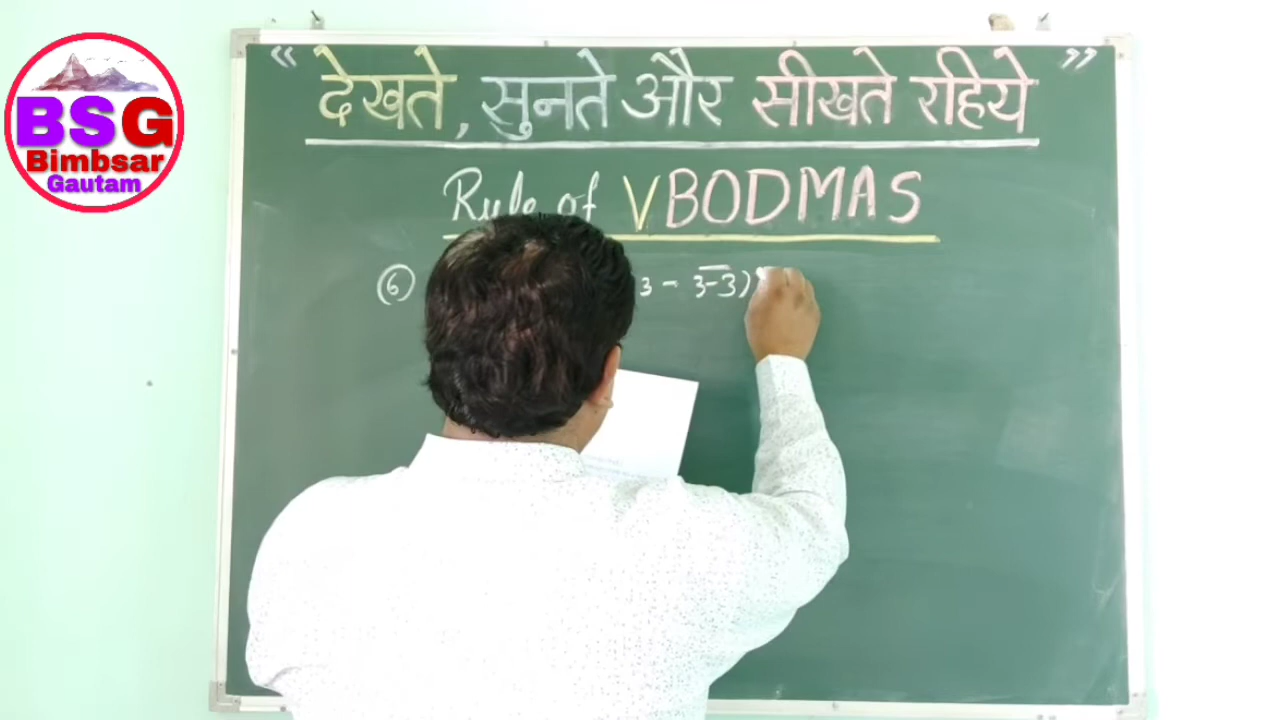 BSG
Bimbsar
Gautam
“ देखते, सुनते और सीखते रहिये ”
Rule of VBODMAS
(6) 3 - 3-3)